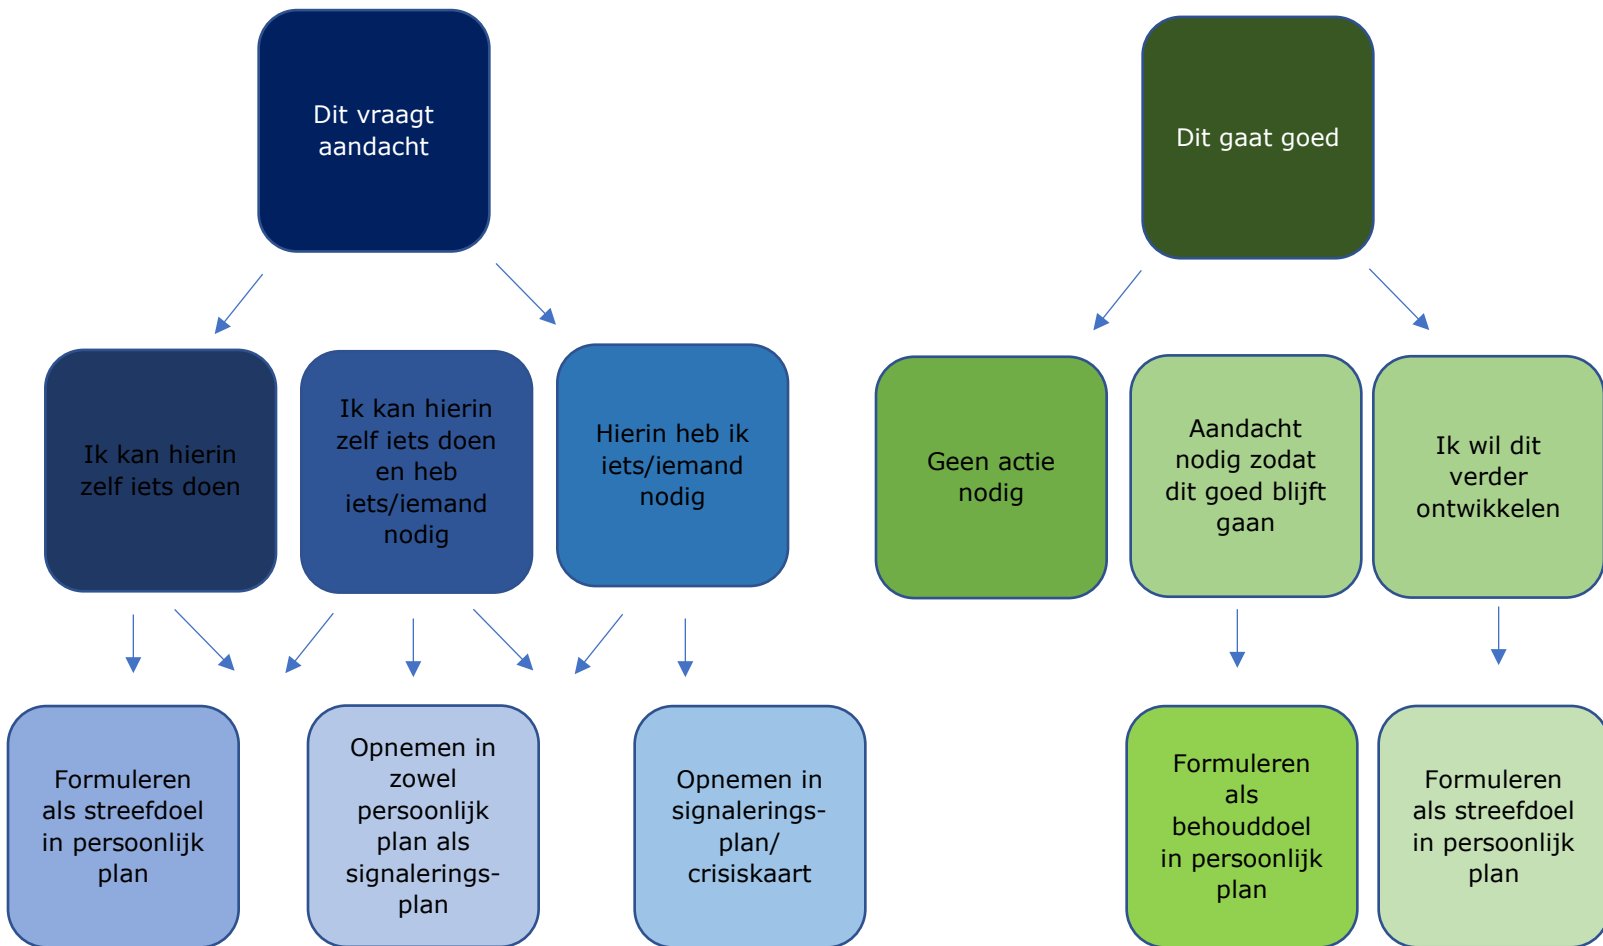 Dit vraagt
aandacht
Dit gaat goed
Ik kan hierin
zelf iets doen
Ik kan hierin
zelf iets doen
en heb
iets/iemand
nodig
Hierin heb ik
iets/iemand
nodig
Geen actie
nodig
Aandacht
nodig zodat
dit goed blijft
gaan
Ik wil dit
verder
ontwikkelen
Formuleren
als streefdoel
in persoonlijk
plan
Opnemen in
zowel
persoonlijk
plan als
signalerings-
plan
Opnemen in
signalerings-
plan/
crisiskaart
Formuleren
als
behouddoel
in persoonlijk
plan
Formuleren
als streefdoel
in persoonlijk
plan